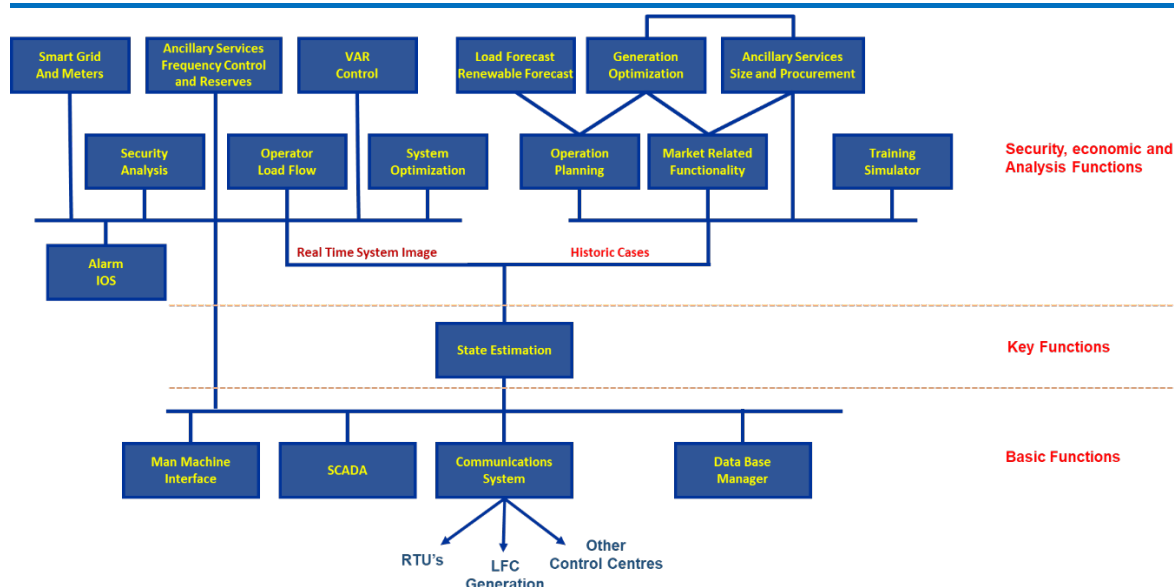 Smart Grid
And Meters
Ancillary Services
Frequency Control
and Reserves
VAR
Control
Load Forecast
Renewable Forecast
Generation
Optimization
Ancillary Services
Size and Procurement
Security
Analysis
Operator
Load Flow
System
Optimization
Operation
Planning
Market Related
Functionality
Training
Simulator
Security, economic and
Analysis Functions
Real Time System Image
Historic Cases
Alarm
IOS
State Estimation
Key Functions
Man Machine
Interface
SCADA
Communications
System
Data Base
Manager
Basic Functions
RTU's
LFC
Generation
Other
Control Centres